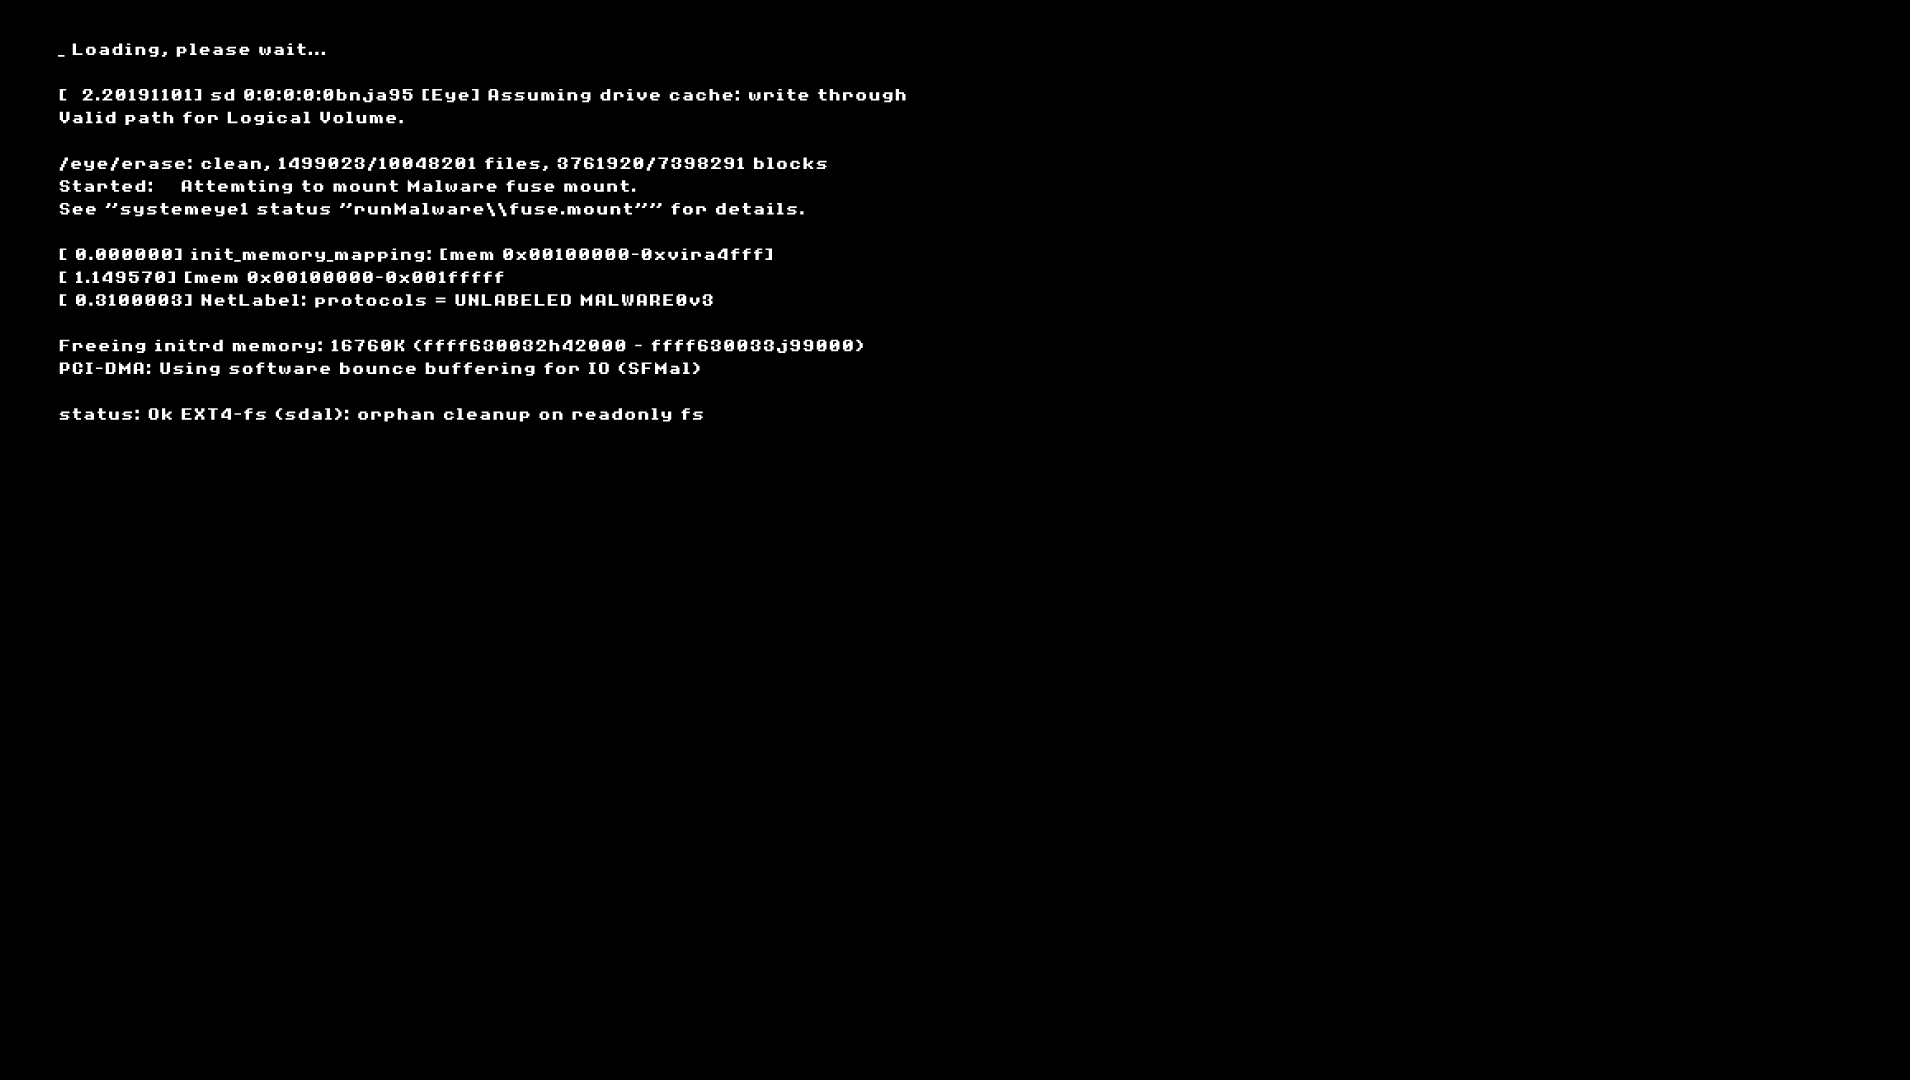 _ Loading, please wait...
[  2.20191101] sd 0:0:0:0:0bnja95 [Eye] Assuming drive cache: write through
Valid path for Logical Volume.
/eye/erase: clean, 1499023/10048201 files, 3761920/7398291 blocks
Started:   Attemting to mount Malware fuse mount.
See "systemeye1 status "runMalware\\fuse.mount"" for details.
[ 0.000000] init_memory_mapping: [mem 0x00100000-0xvira4fff]
[ 1.149570] [mem 0x00100000-0x001fffff
[ 0.3100003] NetLabel: protocols = UNLABELED MALWARE0v3
Freeing initrd memory: 16760K (ffff630032h42000 - ffff630033j99000)
PCI-DMA: Using software bounce buffering for IO (SFMal)
status: Ok EXT4-fs (sdal): orphan cleanup on readonly fs